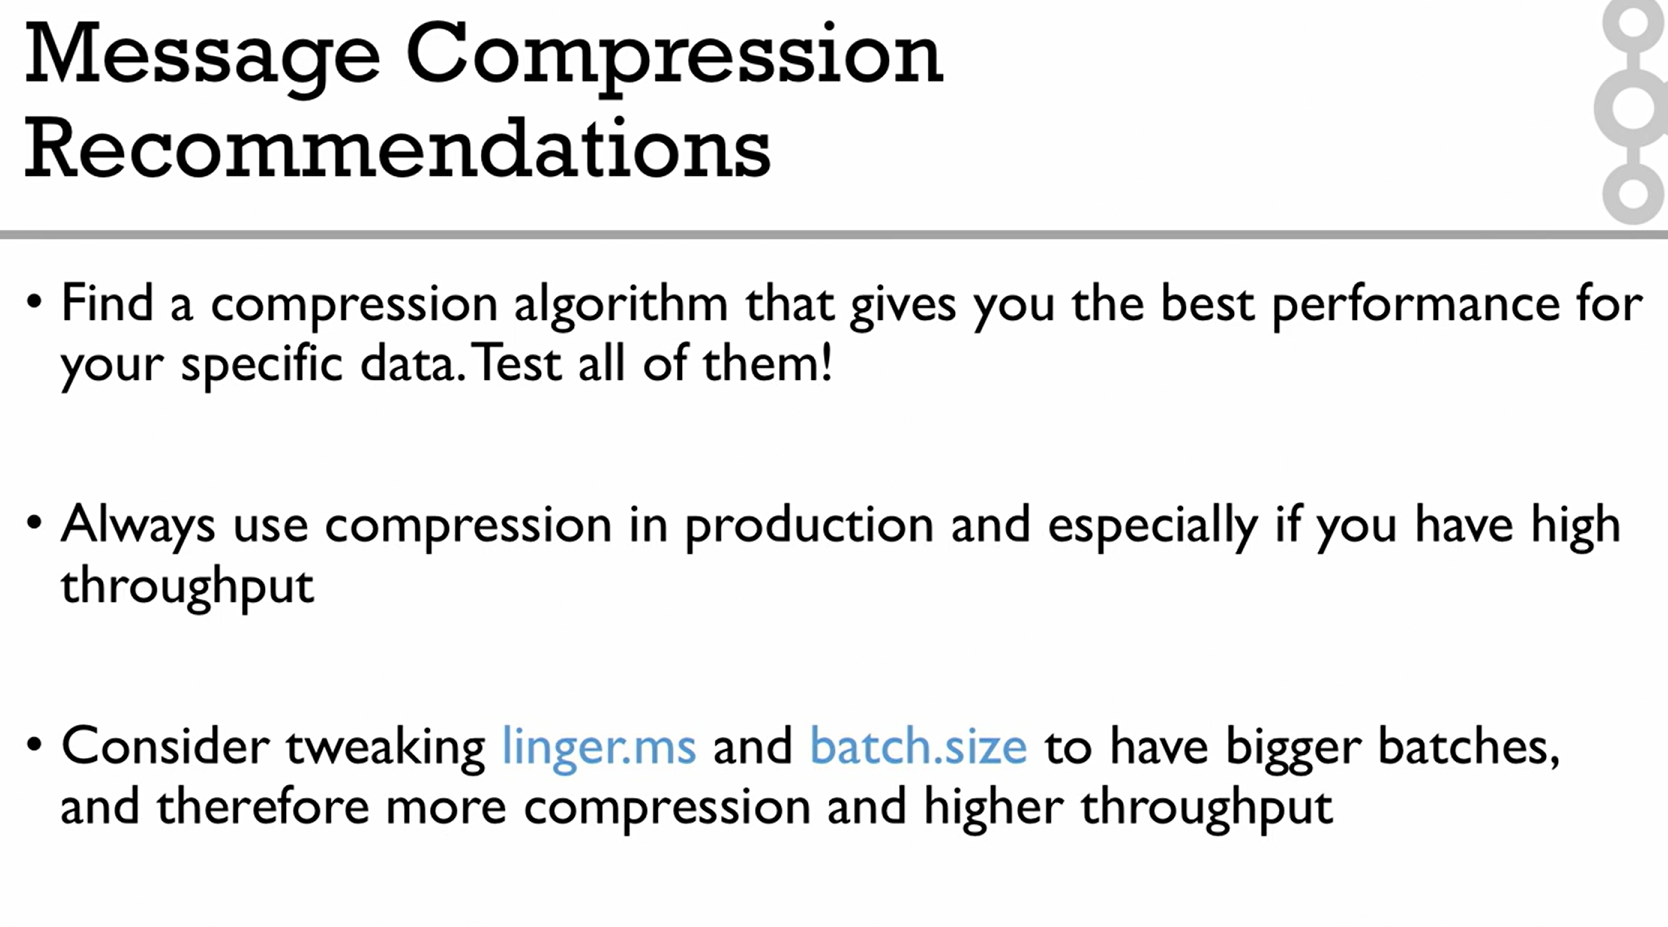 Message Compression
Recommendations
• Find a compression algorithm that gives you the best performance for
your specific data. Test all of them!
• Always use compression in production and especially if you have high
throughput
• Consider tweaking linger.ms and batch.size to have bigger batches,
and therefore more compression and higher throughput